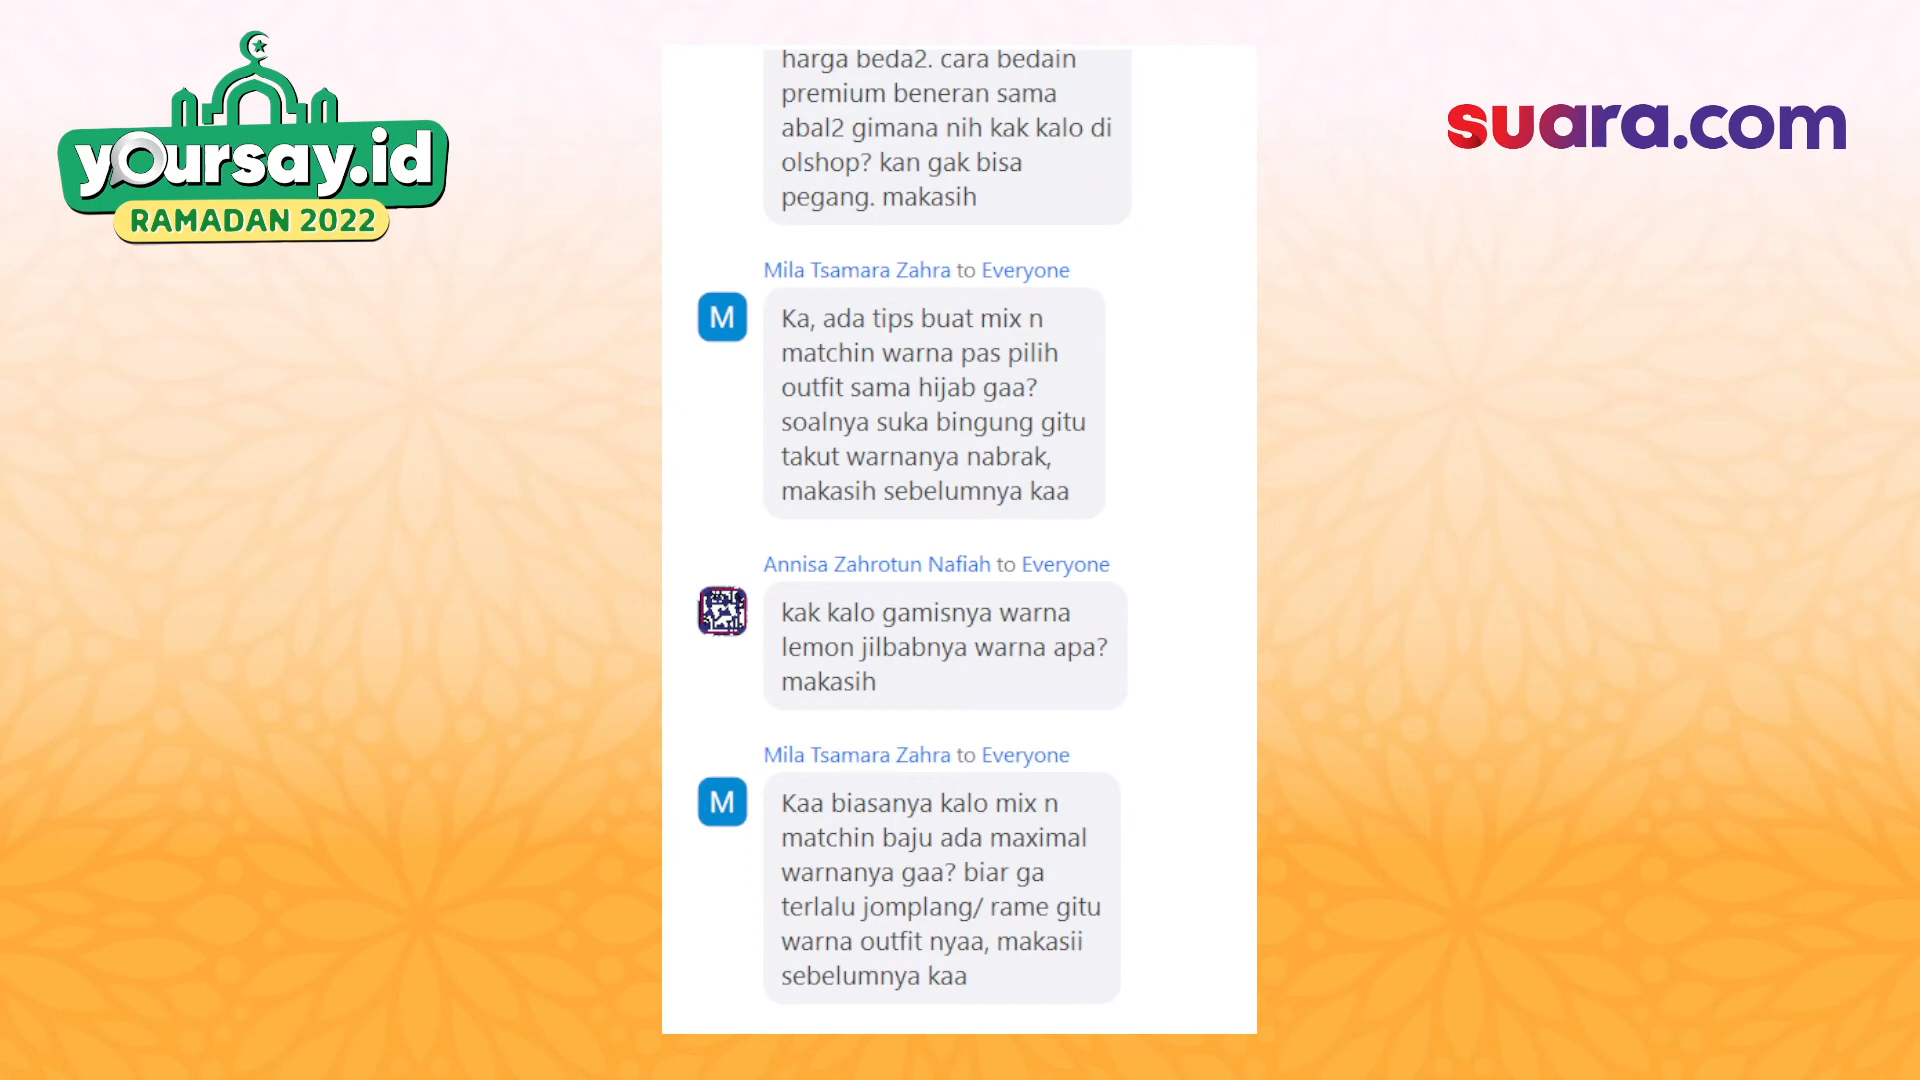 yoursay.id
RAMADAN 2022
suara.com
harga beda2. cara bedain
premium beneran sama
abal2 gimana nih kak kalo di
olshop? kan gak bisa
pegang. makasih
Mila Tsamara Zahra to Everyone
M
Ka, ada tips buat mix n
matchin warna pas pilih
outfit sama hijab gaa?
soalnya suka bingung gitu
takut warnanya nabrak,
makasih sebelumnya kaa
Annisa Zahrotun Nafiah to Everyone
kak kalo gamisnya warna
lemon jilbabnya warna apa?
makasih
Mila Tsamara Zahra to Everyone
M
Kaa biasanya kalo mix n
matchin baju ada maximal
warnanya gaa? biar ga
terlalu jomplang/ rame gitu
warna outfit nyaa, makasii
sebelumnya kaa